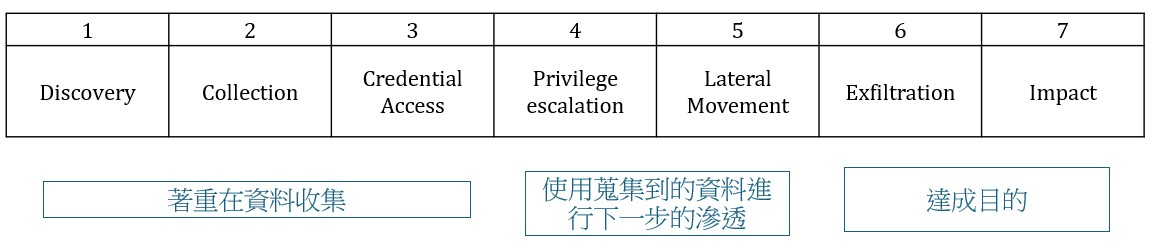 1 2 3 4 5 6 7
Discovery Collection Credential Access Privilege escalation Lateral Movement Exfiltration Impact
著重在資料收集
使用蒐集到的資料進
行下一步的滲透
達成目的